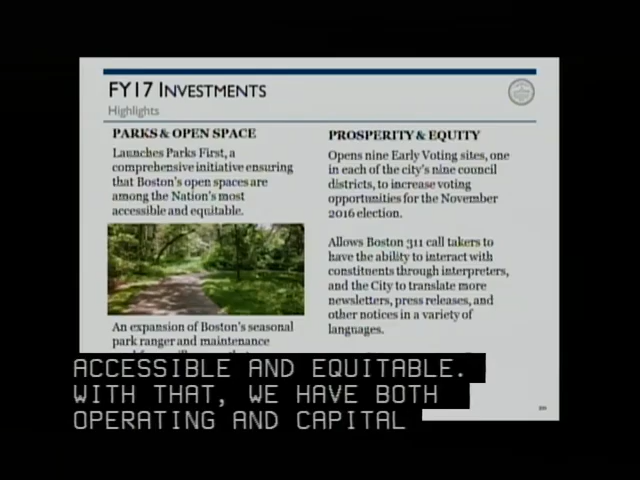 FY17 INVESTMENTS
Highlights
PARKS & OPEN SPACE
Launches Parks First, a
comprehensive initiative ensuring
that Boston's open spaces are
among the Nation's most
accessible and equitable.
An expansion of Boston's seasonal
park ranger and maintenance
PROSPERITY & EQUITY
Opens nine Early Voting sites, one
in each of the city's nine council
districts, to increase voting
opportunities for the November
2016 election.
Allows Boston 311 call takers to
have the ability to interact with
constituents through interpreters,
and the City to translate more
newsletters, press releases, and
other notices in a variety of
languages.
ACCESSIBLE AND EQUITABLE.
WITH THAT, WE HAVE BOTH
OPERATING AND CAPITAL